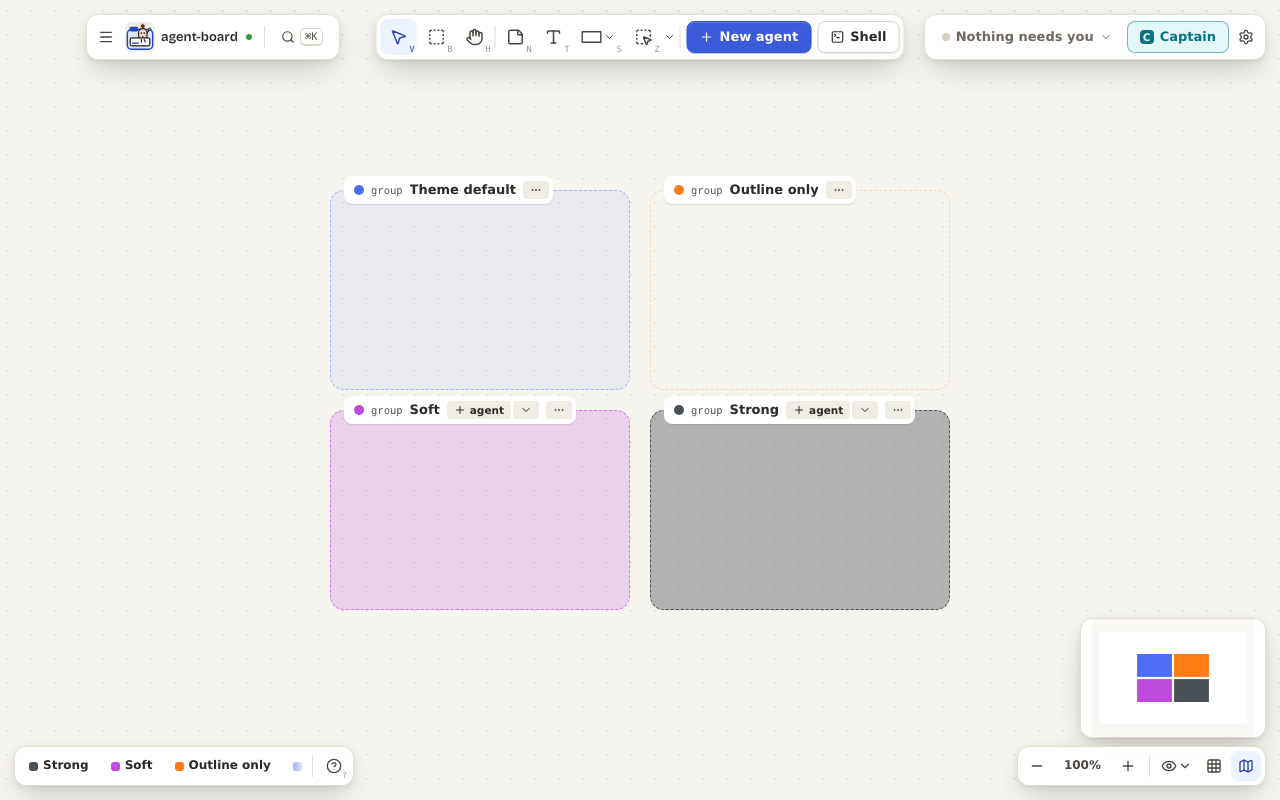 agent-board ⌘K
V B H N T S Z
+ New agent
Shell
Nothing needs you
C Captain
group Theme default ...
group Outline only ...
group Soft + agent ...
group Strong + agent ...
Strong Soft Outline only ?
100%